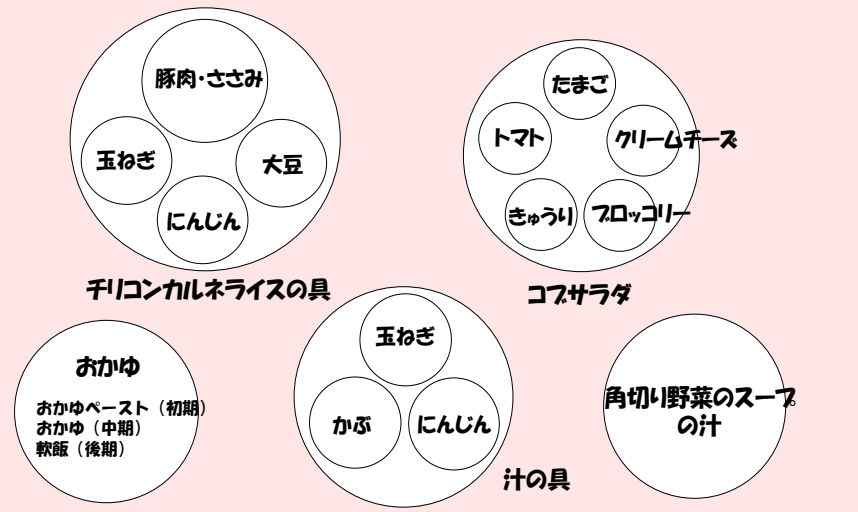 豚肉・ささみ
玉ねぎ
大豆
にんじん
チリコンカルネライスの具
たまご
トマト
クリームチーズ
きゅうり
ブロッコリー
コブサラダ
おかゆ
おかゆペースト（初期）
おかゆ（中期）
軟飯（後期）
玉ねぎ
かぶ
にんじん
汁の具
角切り野菜のスープ
の汁